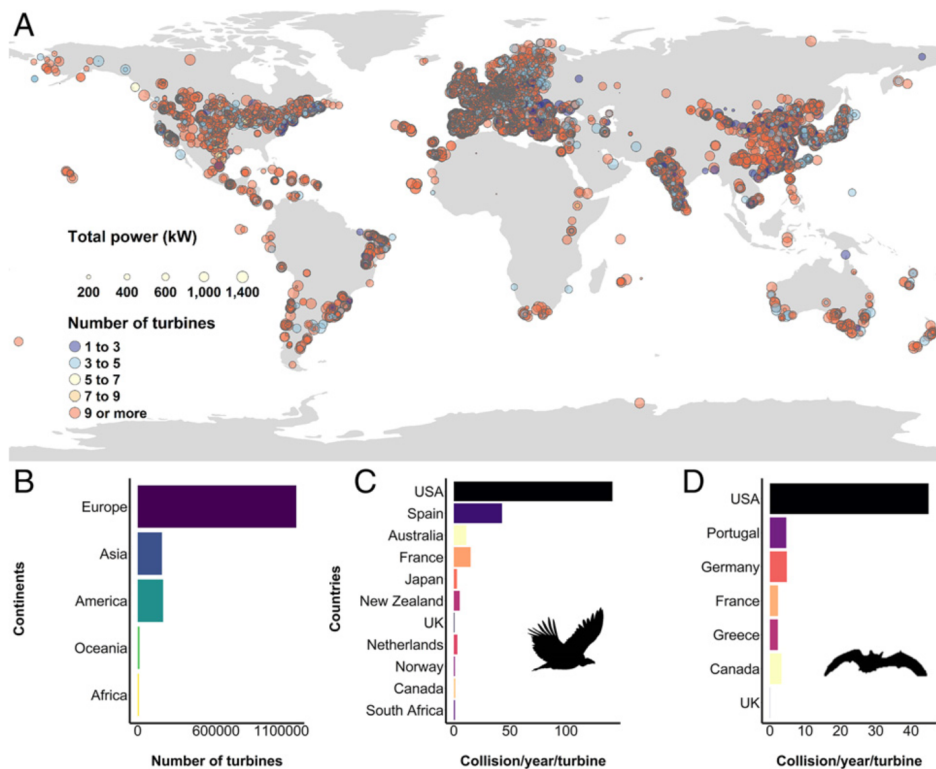 A
Total power (kW)
200 400 600 1,000 1,400
Number of turbines
1 to 3
3 to 5
5 to 7
7 to 9
9 or more
B
Continents
Europe
Asia
America
Oceania
Africa
0 600000 1100000
Number of turbines
C
Countries
USA
Spain
Australia
France
Japan
New Zealand
UK
Netherlands
Norway
Canada
South Africa
0 50 100
Collision/year/turbine
D
USA
Portugal
Germany
France
Greece
Canada
UK
0 10 20 30 40
Collision/year/turbine